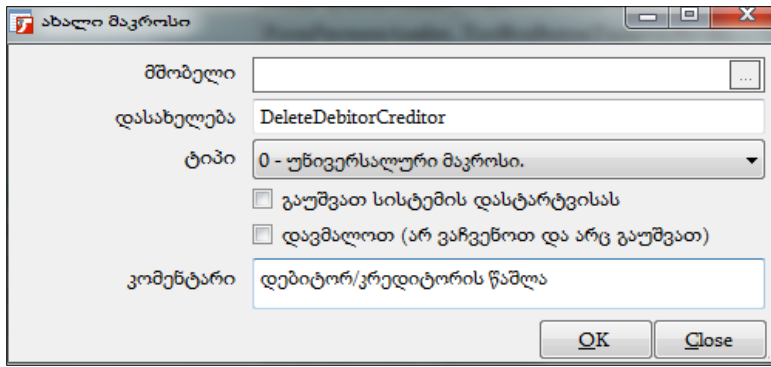 ახალი მაკროსი
მშობელი
...
დასახელება DeleteDebitorCreditor
ტიპი 0 - უნივერსალური მაკროსი.
გაუშვათ სისტემის დასტარტვისას
დავმალოთ (არ ვაჩვენოთ და არც გაუშვათ)
კომენტარი დებიტორ/კრედიტორის წაშლა
OK Close